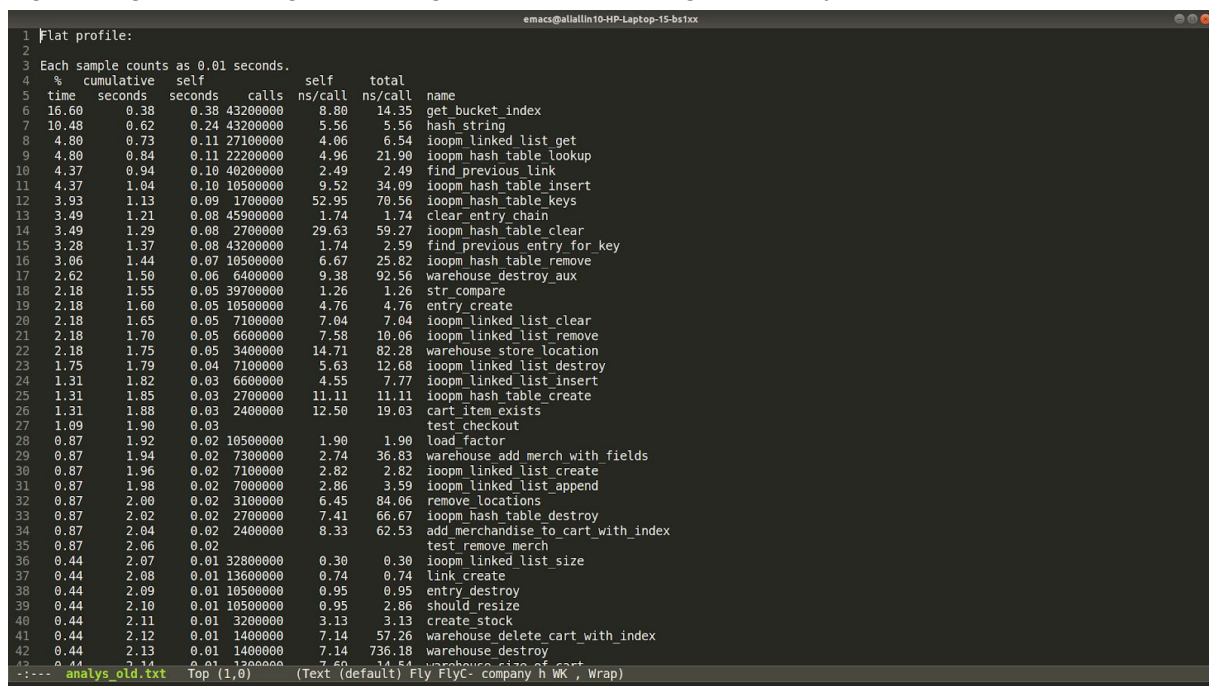 emacs@aliallin10-HP-Laptop-15-bs1xx
1 Flat profile:
2
3 Each sample counts as 0.01 seconds.
4   %   cumulative   self              self     total
5  time   seconds   seconds    calls  ns/call  ns/call  name
6  16.60      0.38     0.38 43200000     8.80    14.35  get_bucket_index
7  10.48      0.62     0.24 43200000     5.56     5.56  hash_string
8   4.80      0.73     0.11 27100000     4.06     6.54  ioopm_linked_list_get
9   4.80      0.84     0.11 22200000     4.96    21.90  ioopm_hash_table_lookup
10   4.37      0.94     0.10 40200000     2.49     2.49  find_previous_link
11   4.37      1.04     0.10 10500000     9.52    34.09  ioopm_hash_table_insert
12   3.93      1.13     0.09  1700000    52.95    70.56  ioopm_hash_table_keys
13   3.49      1.21     0.08 45900000     1.74     1.74  clear_entry_chain
14   3.49      1.29     0.08  2700000    29.63    59.27  ioopm_hash_table_clear
15   3.28      1.37     0.08 43200000     1.74     2.59  find_previous_entry_for_key
16   3.06      1.44     0.07 10500000     6.67    25.82  ioopm_hash_table_remove
17   2.62      1.50     0.06  6400000     9.38    92.56  warehouse_destroy_aux
18   2.18      1.55     0.05 39700000     1.26     1.26  str_compare
19   2.18      1.60     0.05 10500000     4.76     4.76  entry_create
20   2.18      1.65     0.05  7100000     7.04     7.04  ioopm_linked_list_clear
21   2.18      1.70     0.05  6600000     7.58    10.06  ioopm_linked_list_remove
22   2.18      1.75     0.05  3400000    14.71    82.28  warehouse_store_location
23   1.75      1.79     0.04  7100000     5.63    12.68  ioopm_linked_list_destroy
24   1.31      1.82     0.03  6600000     4.55     7.77  ioopm_linked_list_insert
25   1.31      1.85     0.03  2700000    11.11    11.11  ioopm_hash_table_create
26   1.31      1.88     0.03  2400000    12.50    19.03  cart_item_exists
27   1.09      1.90     0.03                             test_checkout
28   0.87      1.92     0.02 10500000     1.90     1.90  load_factor
29   0.87      1.94     0.02  7300000     2.74    36.83  warehouse_add_merch_with_fields
30   0.87      1.96     0.02  7100000     2.82     2.82  ioopm_linked_list_create
31   0.87      1.98     0.02  7000000     2.86     3.59  ioopm_linked_list_append
32   0.87      2.00     0.02  3100000     6.45    84.06  remove_locations
33   0.87      2.02     0.02  2700000     7.41    66.67  ioopm_hash_table_destroy
34   0.87      2.04     0.02  2400000     8.33    62.53  add_merchandise_to_cart_with_index
35   0.87      2.06     0.02                             test_remove_merch
36   0.44      2.07     0.01 32800000     0.30     0.30  ioopm_linked_list_size
37   0.44      2.08     0.01 13600000     0.74     0.74  link_create
38   0.44      2.09     0.01 10500000     0.95     0.95  entry_destroy
39   0.44      2.10     0.01 10500000     0.95     2.86  should_resize
40   0.44      2.11     0.01  3200000     3.13     3.13  create_stock
41   0.44      2.12     0.01  1400000     7.14    57.26  warehouse_delete_cart_with_index
42   0.44      2.13     0.01  1400000     7.14   736.18  warehouse_destroy
43   0.44      2.14     0.01  1300000     7.69    14.54  warehouse_size_of_cart
-:--- analys_old.txt   Top (1,0)   (Text (default) Fly FlyC- company h WK , Wrap)